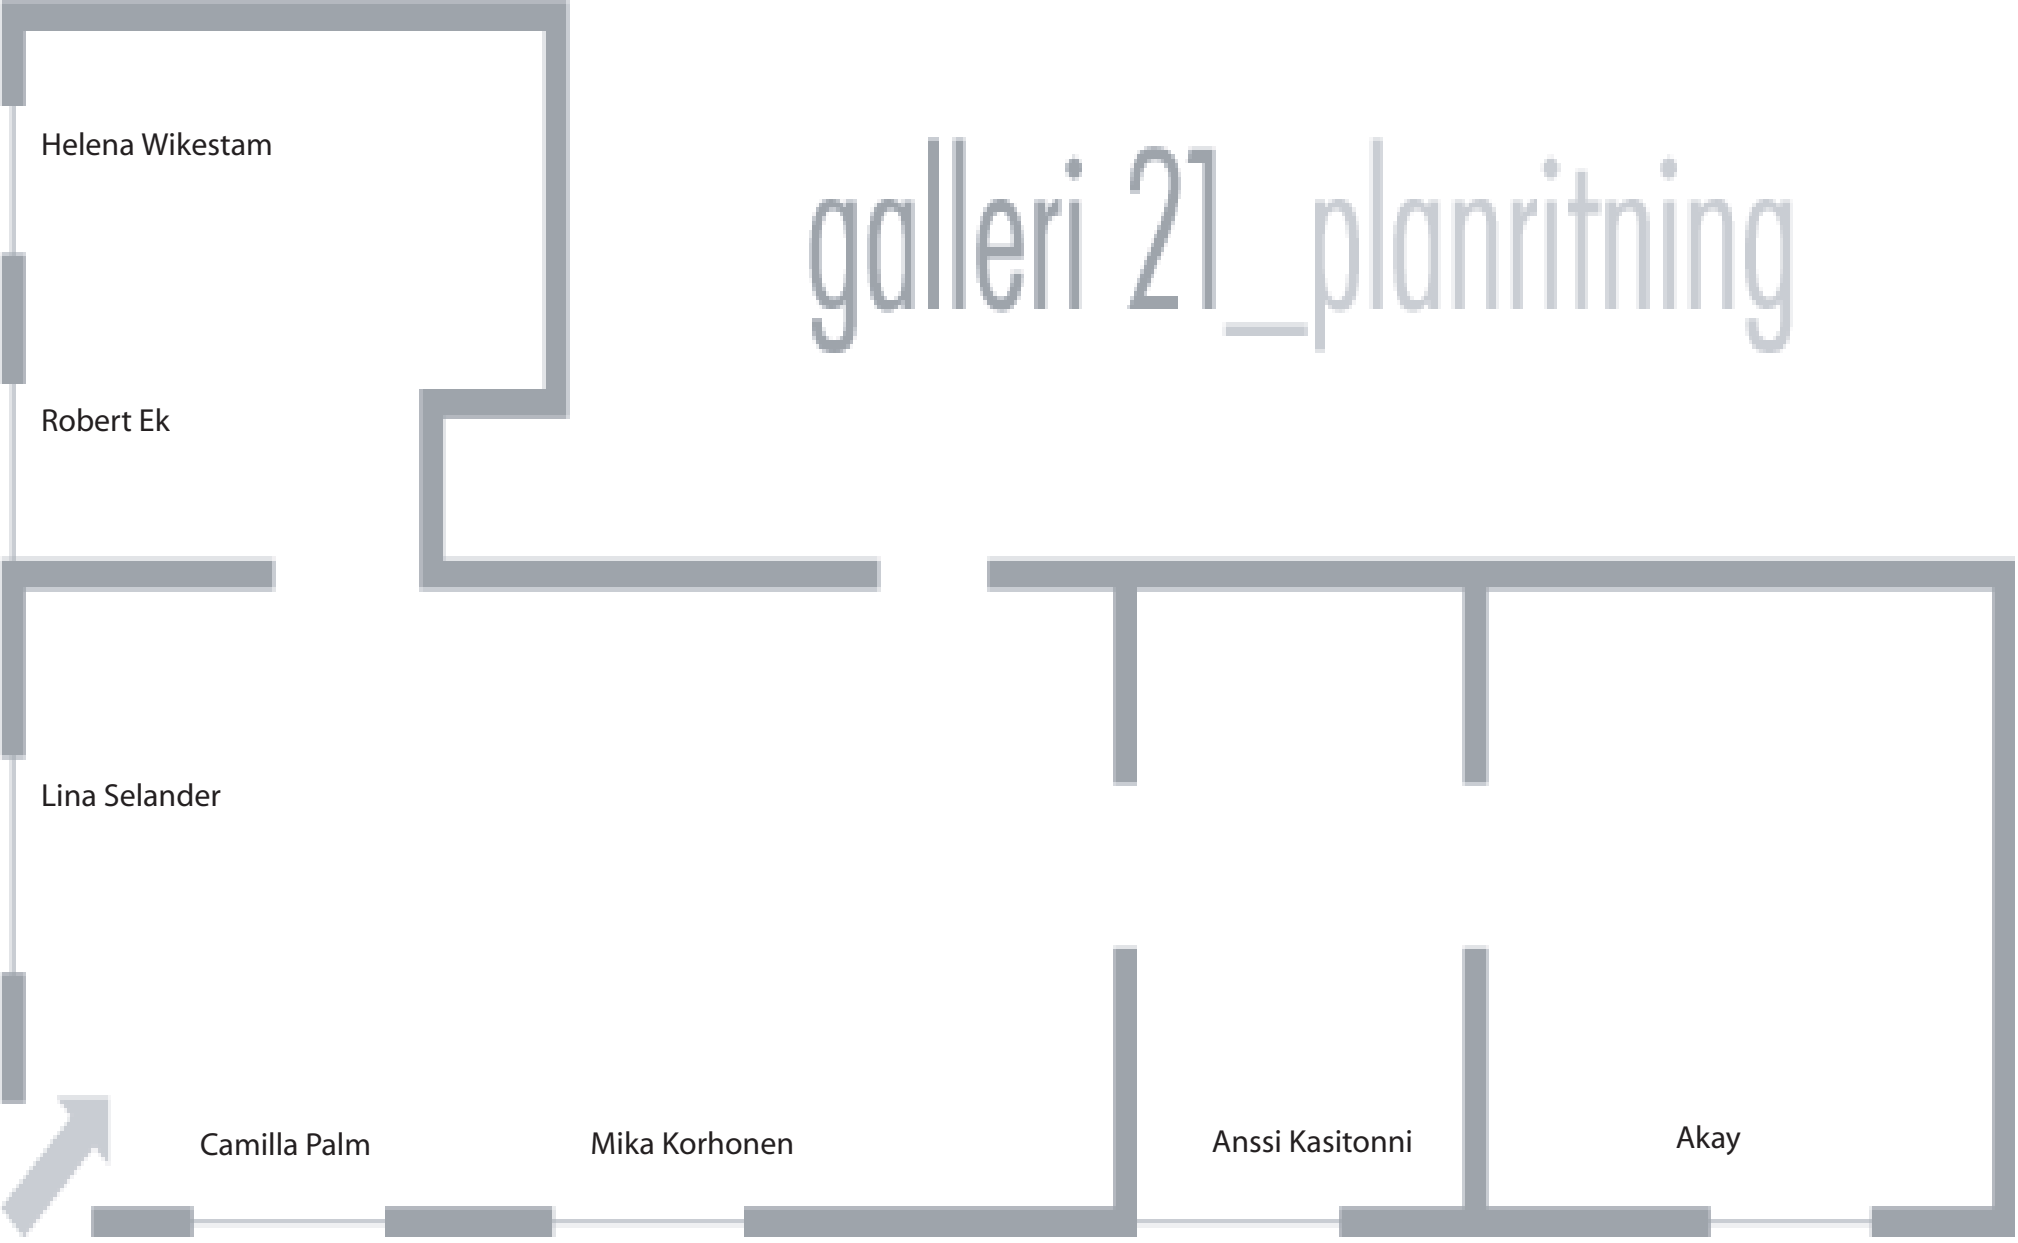 Helena Wikestam
galleri 21_planritning
Robert Ek
Lina Selander
Camilla Palm
Mika Korhonen
Anssi Kasitonni
Akay